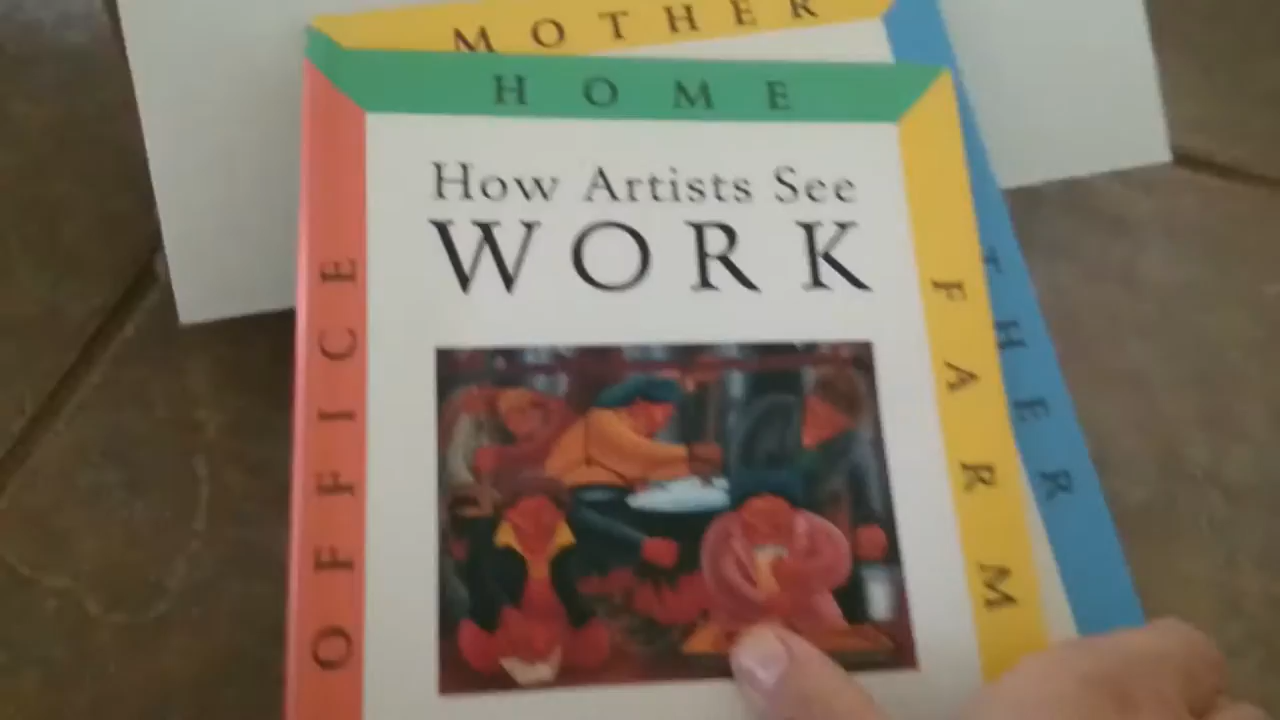 MOTHER
HOME
How Artists See
WORK
OFFICE
FARM
THER